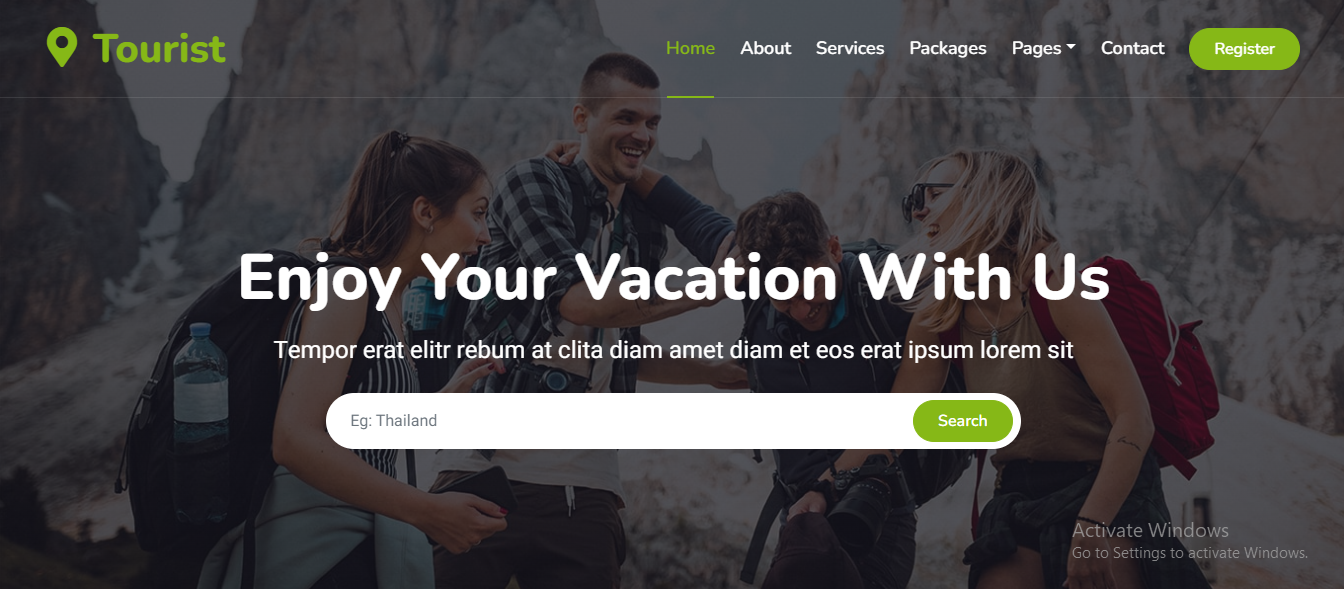 Tourist
Home About Services Packages Pages Contact Register
Enjoy Your Vacation With Us
Tempor erat elitr rebum at clita diam amet diam et eos erat ipsum lorem sit
Eg: Thailand Search
Activate Windows
Go to Settings to activate Windows.